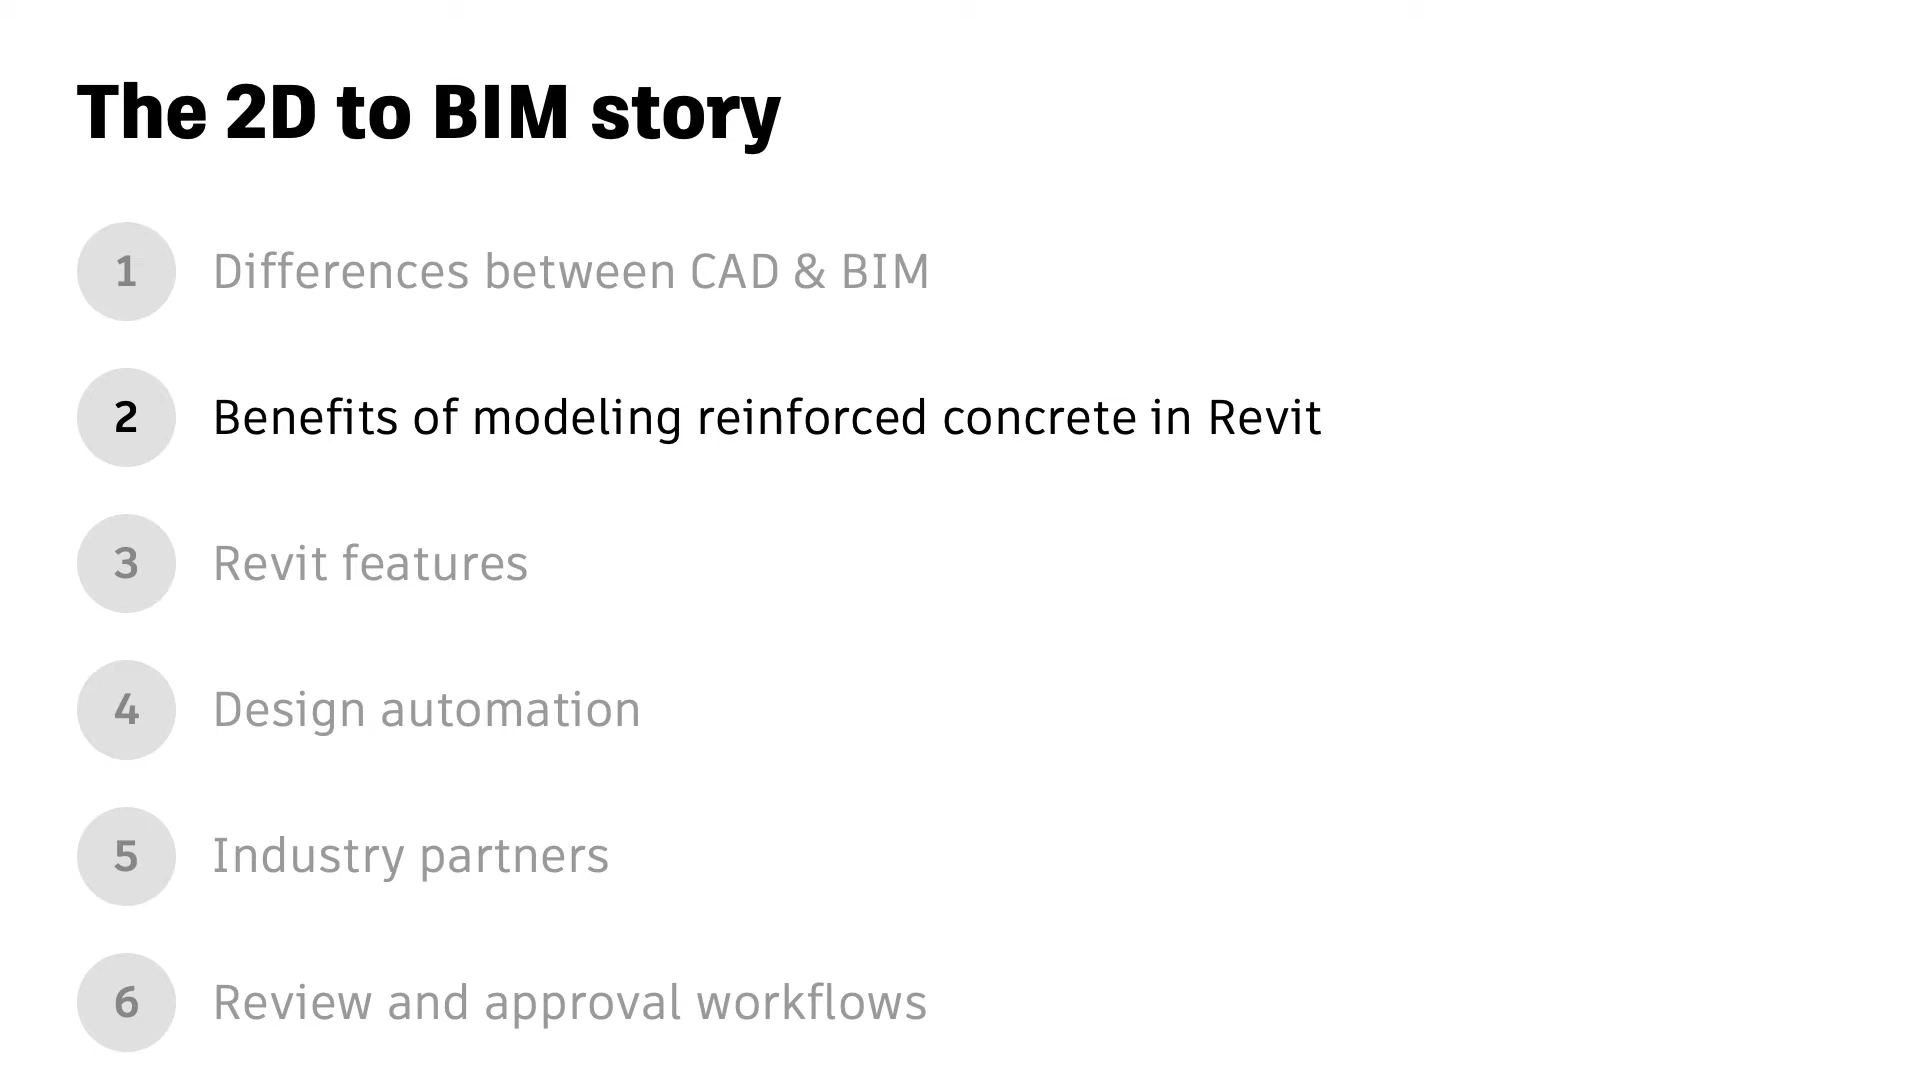 The 2D to BIM story
1 Differences between CAD & BIM
2 Benefits of modeling reinforced concrete in Revit
3 Revit features
4 Design automation
5 Industry partners
6 Review and approval workflows